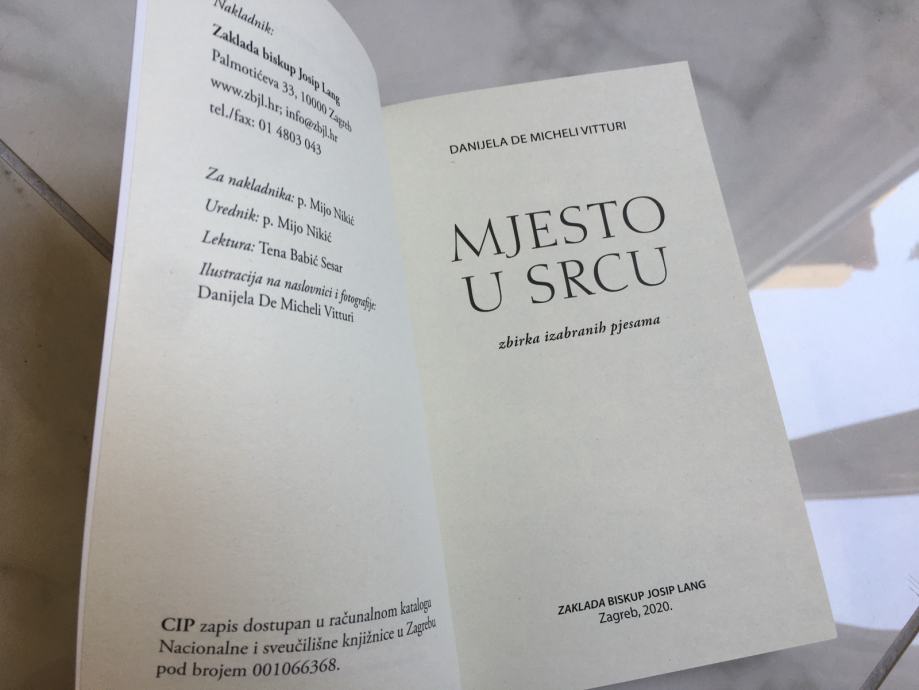 Nakladnik:
Zaklada biskup Josip Lang
Palmotićeva 33, 10000 Zagreb
www.zbjl.hr; info@zbjl.hr
tel./fax: 01 4803 043
Za nakladnika: p. Mijo Nikić
Urednik: p. Mijo Nikić
Lektura: Tena Babić Sesar
Ilustracija na naslovnici i fotografije:
Danijela De Micheli Vitturi
CIP zapis dostupan u računalnom katalogu
Nacionalne i sveučilišne knjižnice u Zagrebu
pod brojem 001066368.
DANIJELA DE MICHELI VITTURI
MJESTO
U SRCU
zbirka izabranih pjesama
ZAKLADA BISKUP JOSIP LANG
Zagreb, 2020.